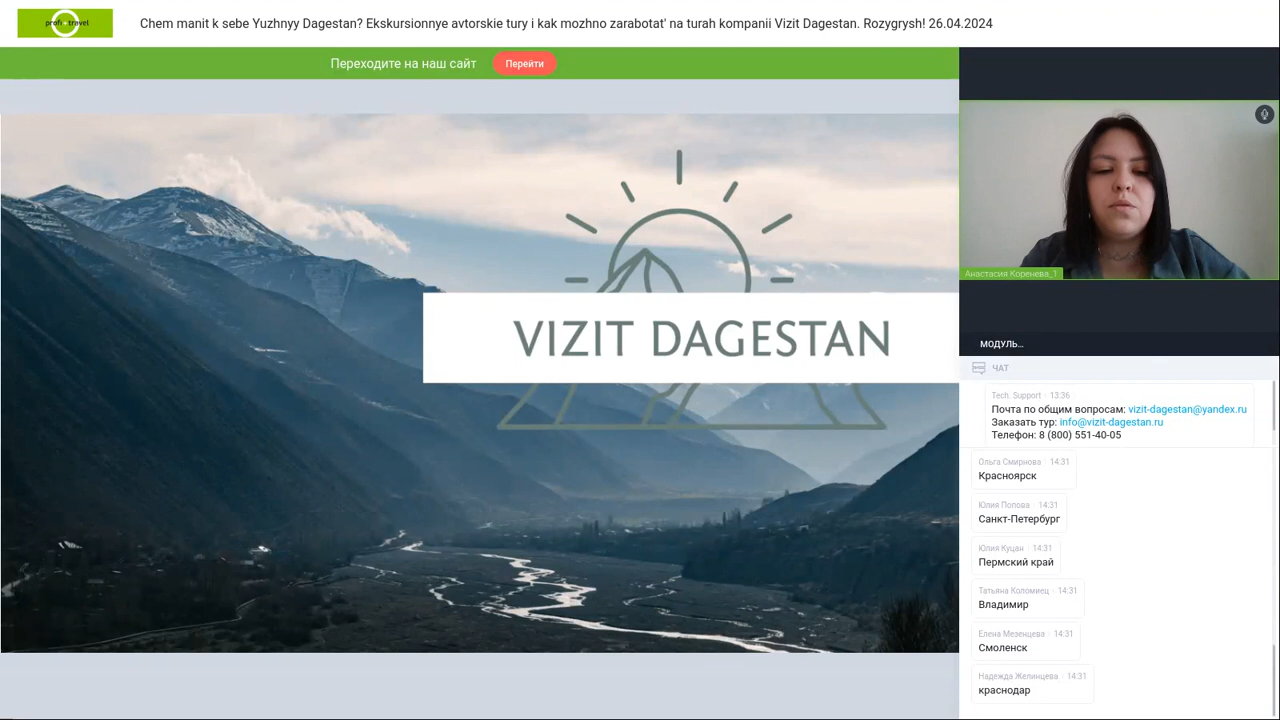 profi travel
Chem manit k sebe Yuzhnyy Dagestan? Ekskursionnye avtorskie tury i kak mozhno zarabotat' na turah kompanii Vizit Dagestan. Rozygrysh! 26.04.2024
Переходите на наш сайт
Перейти
VIZIT DAGESTAN
Анастасия Коренева_1
МОДУЛЬ...
ЧАТ
Tech. Support · 13:36
Почта по общим вопросам: vizit-dagestan@yandex.ru
Заказать тур: info@vizit-dagestan.ru
Телефон: 8 (800) 551-40-05
Ольга Смирнова · 14:31
Красноярск
Юлия Попова · 14:31
Санкт-Петербург
Юлия Куцан · 14:31
Пермский край
Татьяна Коломиец · 14:31
Владимир
Елена Мезенцева · 14:31
Смоленск
Надежда Желинцева · 14:31
краснодар